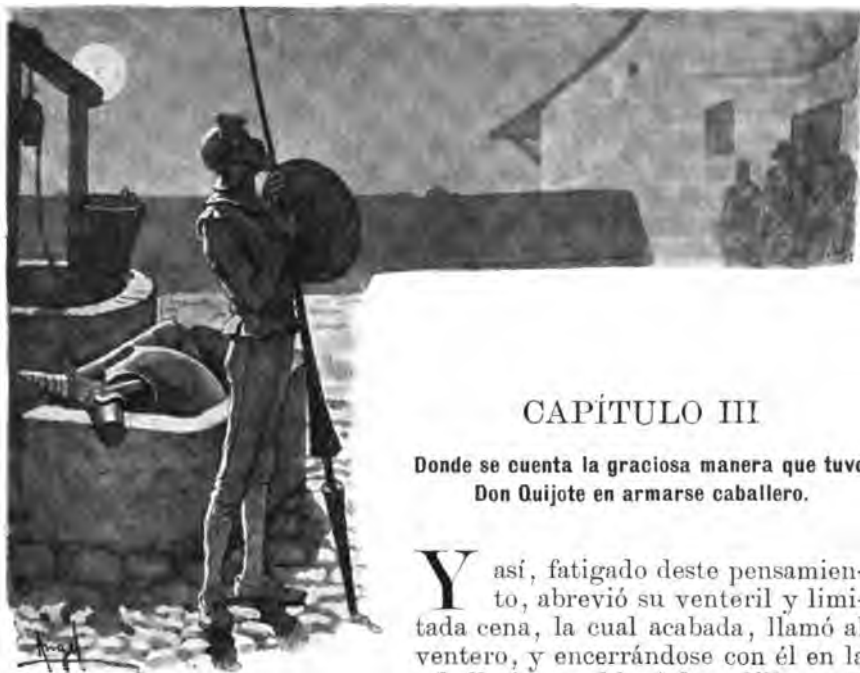 CAPÍTULO III
Donde se cuenta la graciosa manera que tuvo
Don Quijote en armarse caballero.
Y así, fatigado deste pensamien-
to, abrevió su venteril y limi-
tada cena, la cual acabada, llamó al
ventero, y encerrándose con él en la
Angel